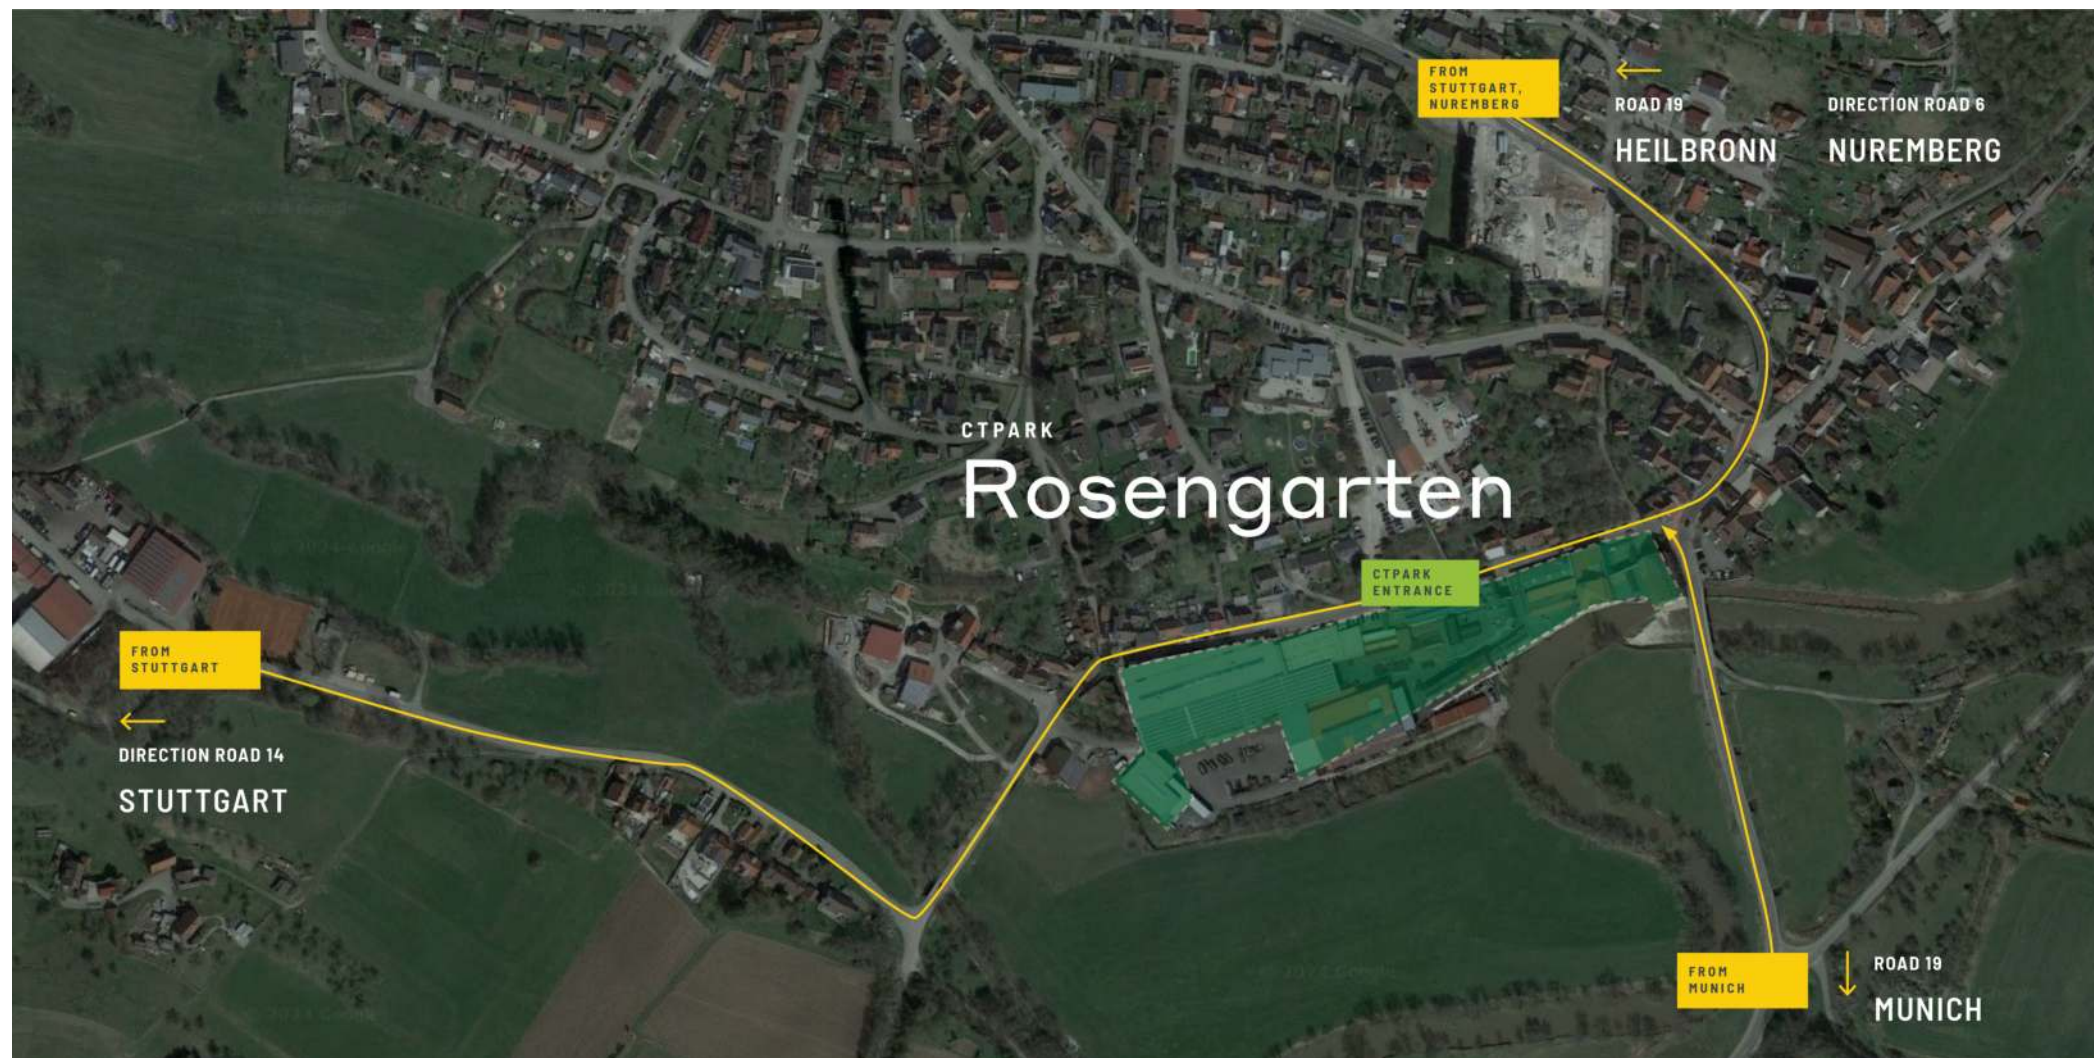 FROM
STUTTGART,
NUREMBERG
ROAD 19
HEILBRONN
DIRECTION ROAD 6
NUREMBERG
CTPARK
Rosengarten
CTPARK
ENTRANCE
FROM
STUTTGART
DIRECTION ROAD 14
STUTTGART
FROM
MUNICH
ROAD 19
MUNICH